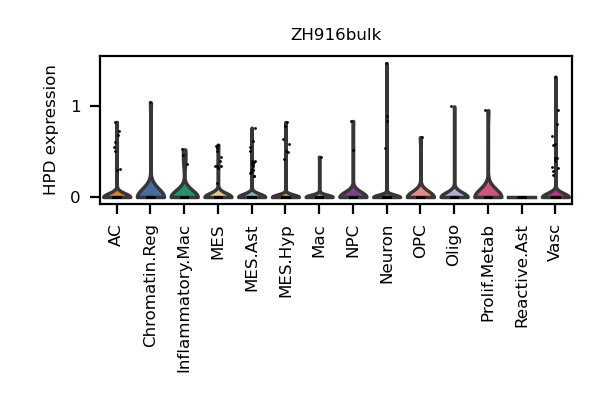 ZH916bulk
HPD expression
1
0
AC
Chromatin.Reg
Inflammatory.Mac
MES
MES.Ast
MES.Hyp
Mac
NPC
Neuron
OPC
Oligo
Prolif.Metab
Reactive.Ast
Vasc